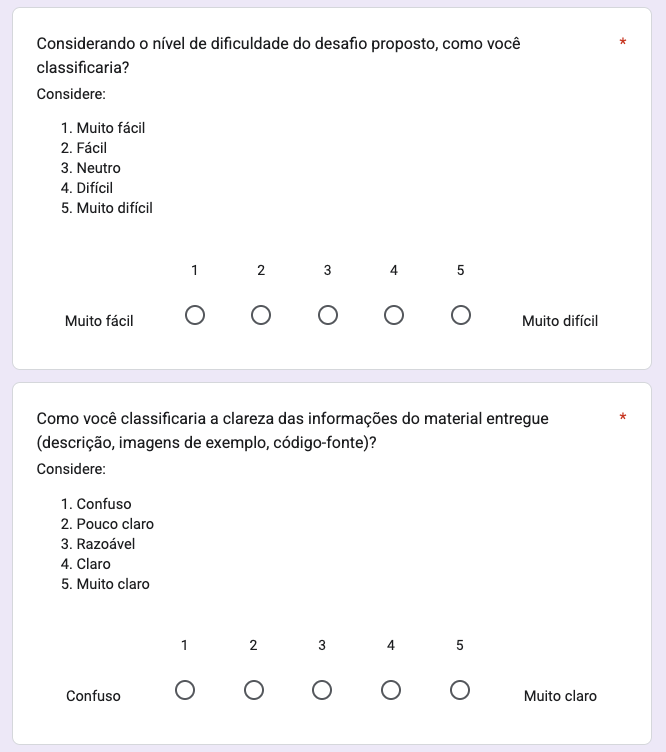 Considerando o nível de dificuldade do desafio proposto, como você *
classificaria?
Considere:
1. Muito fácil
2. Fácil
3. Neutro
4. Difícil
5. Muito difícil
1 2 3 4 5
Muito fácil Muito difícil
Como você classificaria a clareza das informações do material entregue *
(descrição, imagens de exemplo, código-fonte)?
Considere:
1. Confuso
2. Pouco claro
3. Razoável
4. Claro
5. Muito claro
1 2 3 4 5
Confuso Muito claro